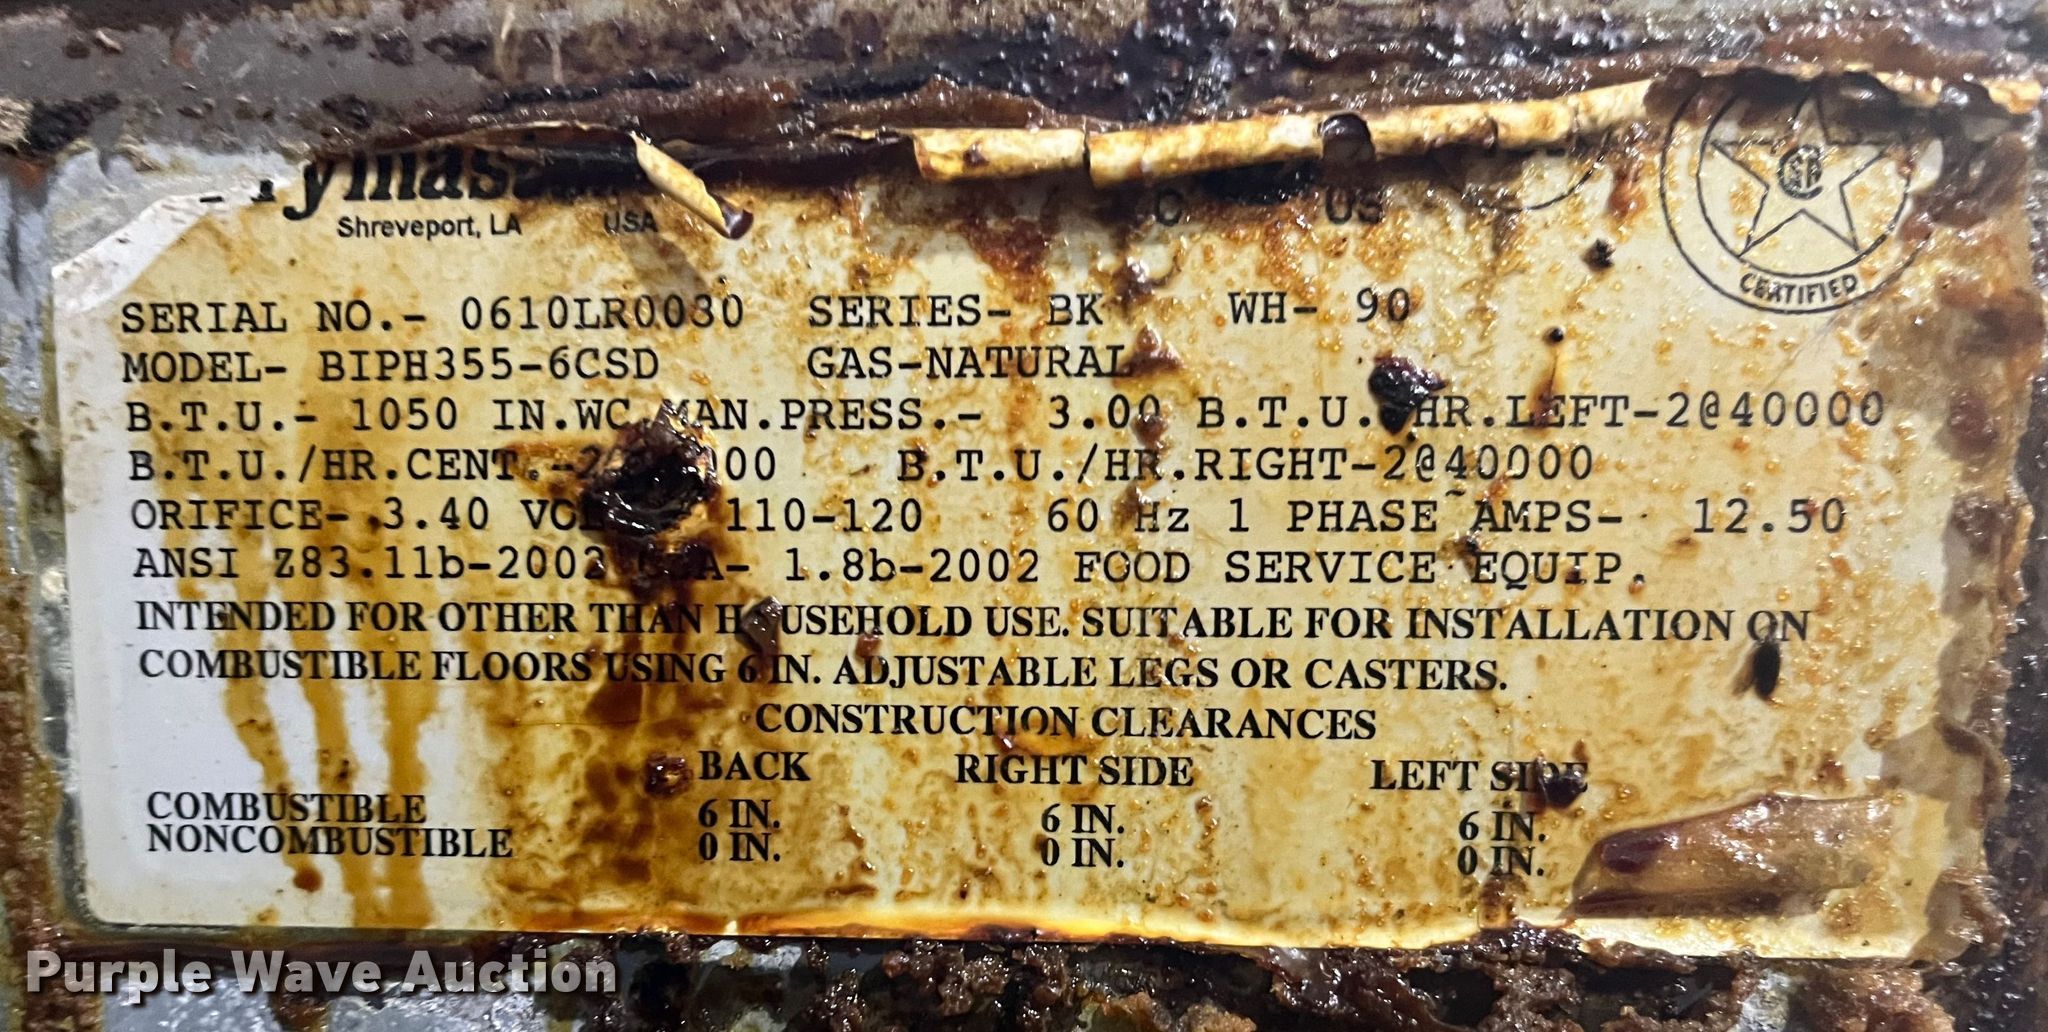 Shreveport, LA USA
C US
CERTIFIED
SERIAL NO.- 0610LR0030 SERIES- BK WH- 90
MODEL- BIPH355-6CSD GAS-NATURAL
B.T.U.- 1050 IN.WC. MAN.PRESS.- 3.00 B.T.U./HR.LEFT-2@40000
B.T.U./HR.CENT.- B.T.U./HR.RIGHT-2@40000
ORIFICE- 3.40 110-120 60 Hz 1 PHASE AMPS- 12.50
ANSI Z83.11b-2002 1.8b-2002 FOOD SERVICE EQUIP.
INTENDED FOR OTHER THAN HOUSEHOLD USE. SUITABLE FOR INSTALLATION ON
COMBUSTIBLE FLOORS USING 6 IN. ADJUSTABLE LEGS OR CASTERS.
CONSTRUCTION CLEARANCES
BACK RIGHT SIDE LEFT SIDE
COMBUSTIBLE 6 IN. 6 IN. 6 IN.
NONCOMBUSTIBLE 0 IN. 0 IN. 0 IN.
Purple Wave Auction